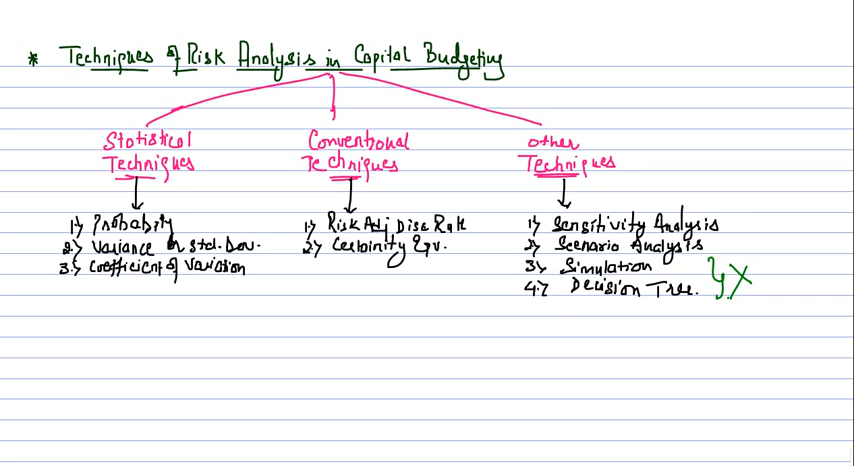 * Techniques of Risk Analysis in Capital Budgeting
Statistical Techniques
1) Probability
2) Variance or Std. Dev.
3) Coefficient of Variation
Conventional Techniques
1) Risk Adj Disc Rate
2) Certainity Eqv.
other Techniques
1) Sensitivity Analysis
2) Scenario Analysis
3) Simulation
4) Decision Tree.